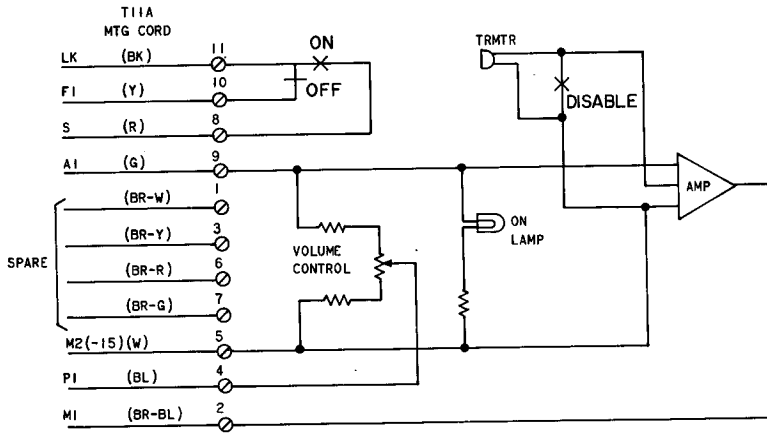 T11A
MTG CORD
LK (BK) 11
ON
F1 (Y) 10
OFF
S (R) 8
A1 (G) 9
TRMTR
DISABLE
AMP
SPARE
(BR-W) 1
(BR-Y) 3
(BR-R) 6
(BR-G) 7
VOLUME
CONTROL
ON
LAMP
M2(-15)(W) 5
P1 (BL) 4
M1 (BR-BL) 2